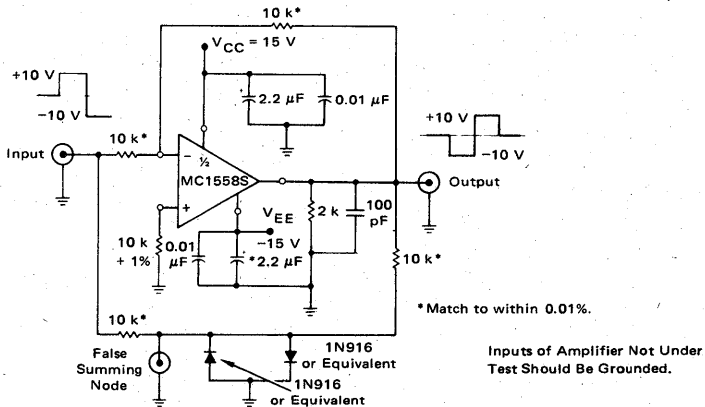 10 k*
VCC = 15 V
+10 V
-10 V
2.2 μF
0.01 μF
+10 V
-10 V
10 k*
Input
-
½
MC1558S
+
Output
VEE
-15 V
2 k
100
pF
10 k
+ 1%
0.01
μF
*2.2 μF
10 k*
*Match to within 0.01%.
10 k*
False
Summing
Node
1N916
or Equivalent
1N916
or Equivalent
Inputs of Amplifier Not Under
Test Should Be Grounded.